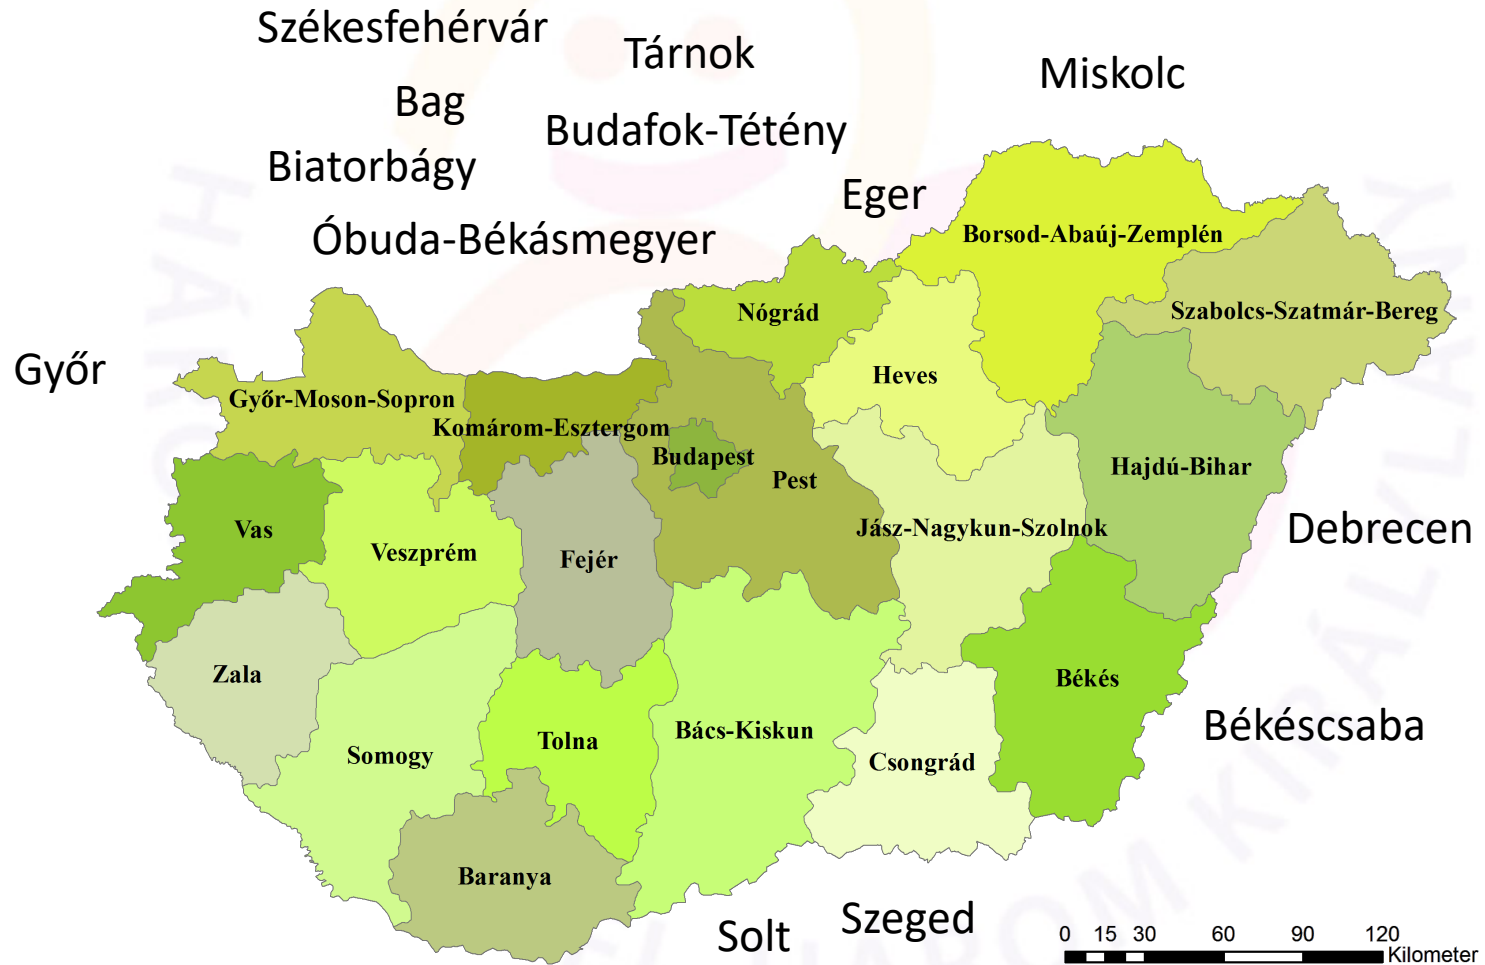 Székesfehérvár
Tárnok
Miskolc
Bag
Budafok-Tétény
Biatorbágy
Eger
Óbuda-Békásmegyer
Borsod-Abaúj-Zemplén
Nógrád
Szabolcs-Szatmár-Bereg
Győr
Heves
Győr-Moson-Sopron
Komárom-Esztergom
Budapest
Pest
Hajdú-Bihar
Vas
Veszprém
Fejér
Jász-Nagykun-Szolnok
Debrecen
Zala
Békés
Somogy
Tolna
Bács-Kiskun
Csongrád
Békéscsaba
Baranya
Solt
Szeged
0 15 30 60 90 120
Kilometer